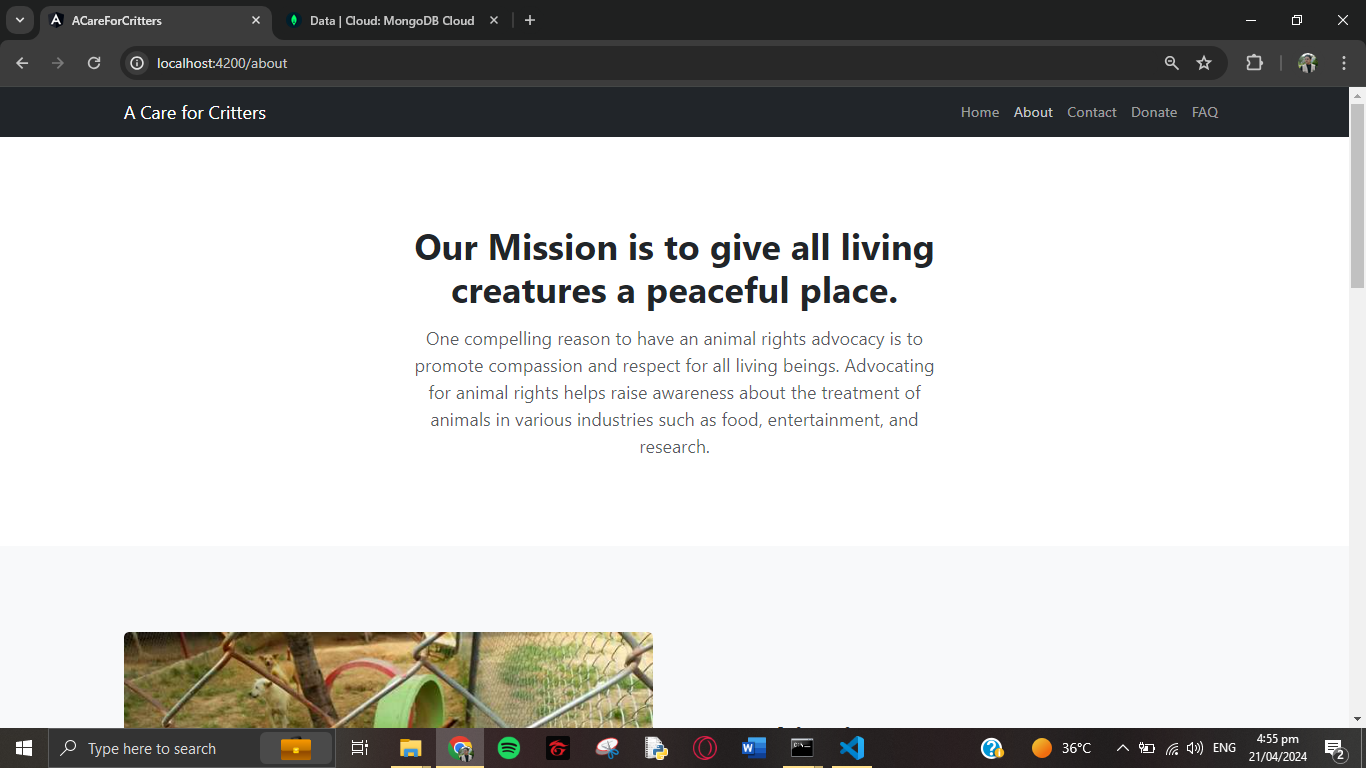 ACareForCritters
Data | Cloud: MongoDB Cloud
localhost:4200/about
A Care for Critters
Home About Contact Donate FAQ
Our Mission is to give all living
creatures a peaceful place.
One compelling reason to have an animal rights advocacy is to
promote compassion and respect for all living beings. Advocating
for animal rights helps raise awareness about the treatment of
animals in various industries such as food, entertainment, and
research.
Type here to search
36°C
ENG
4:55 pm
21/04/2024
2